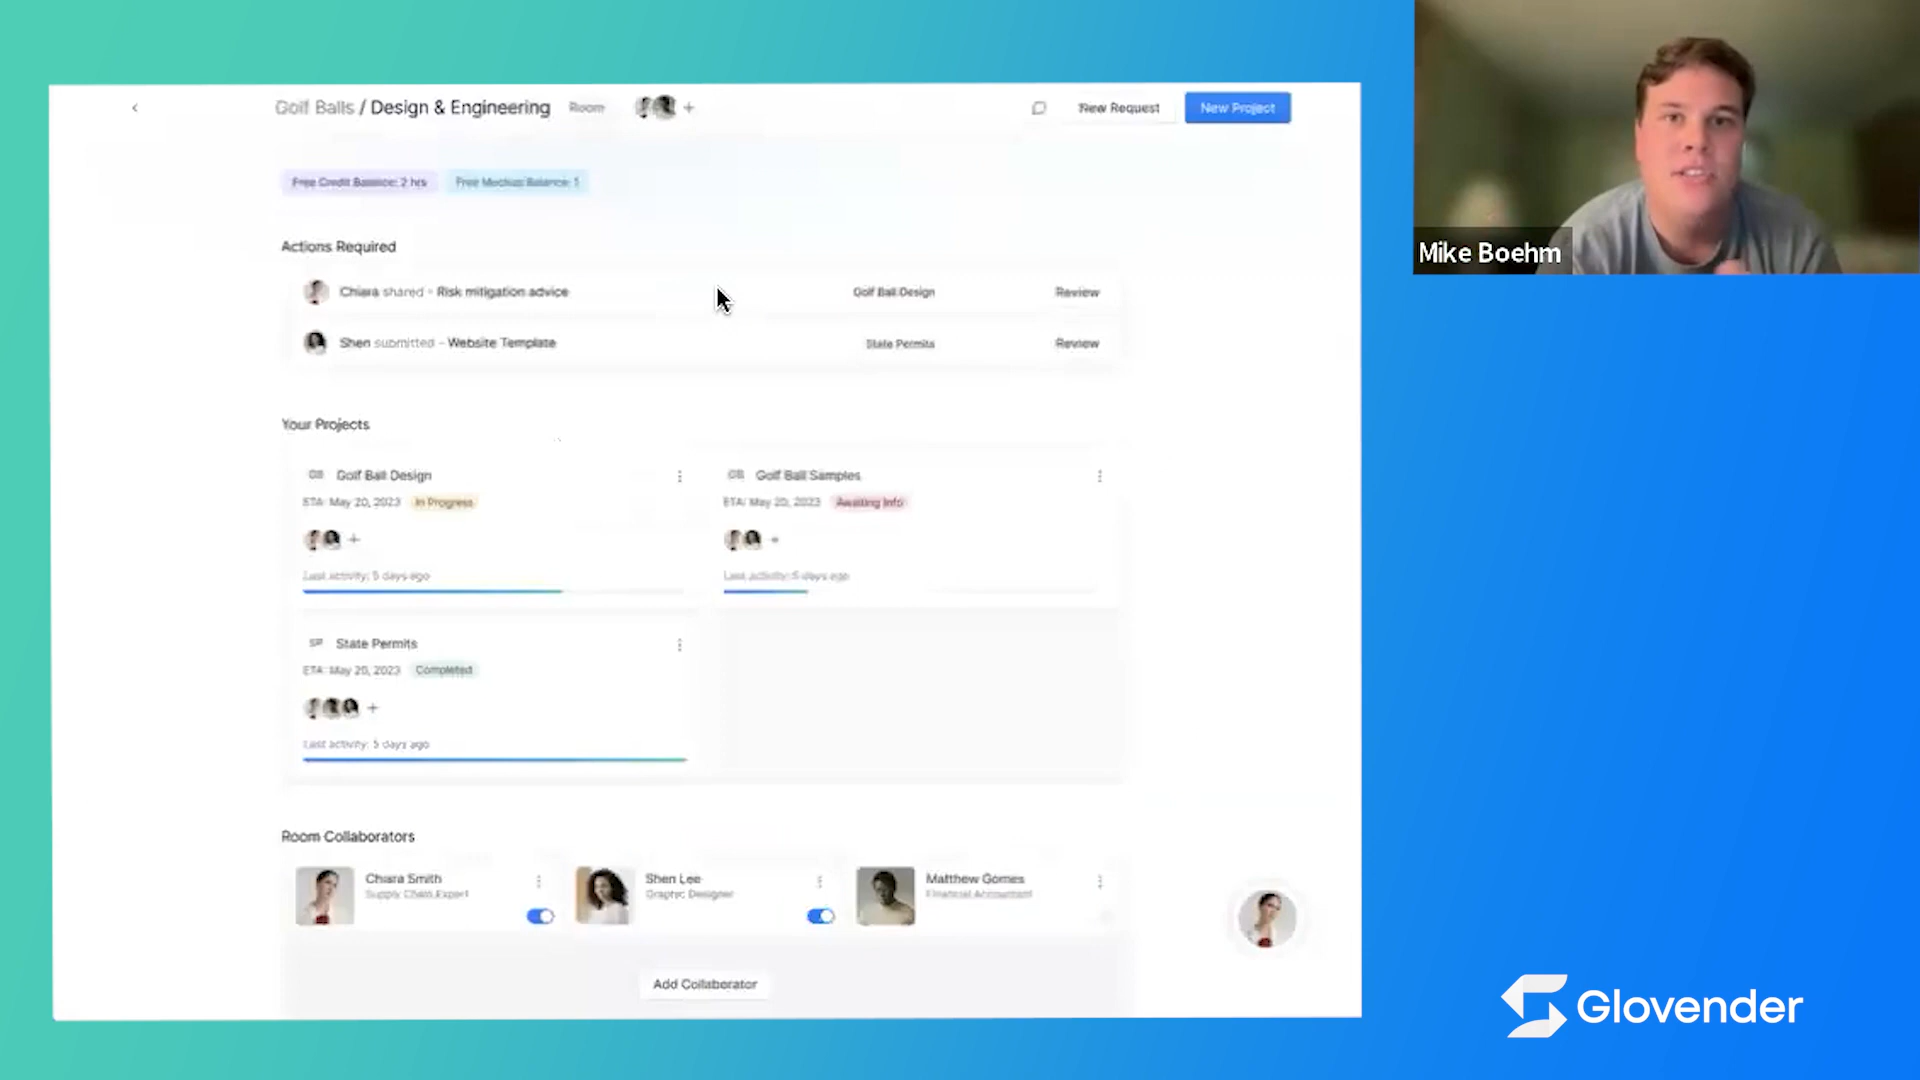 Golf Balls / Design & Engineering Room +
New Request
New Project
Mike Boehm
Free Credit Balance: 2 hrs
Free Mockup Balance: 1
Actions Required
Chiara shared - Risk mitigation advice Golf Ball Design Review
Shen submitted - Website Template State Permits Review
Your Projects
GB Golf Ball Design
ETA: May 20, 2023 In Progress
+
Last activity: 5 days ago
GB Golf Ball Samples
ETA: May 20, 2023 Awaiting Info
+
Last activity: 5 days ago
SP State Permits
ETA: May 20, 2023 Completed
+
Last activity: 5 days ago
Room Collaborators
Chiara Smith
Supply Chain Expert
Shen Lee
Graphic Designer
Matthew Gomes
Financial Accountant
Add Collaborator
Glovender